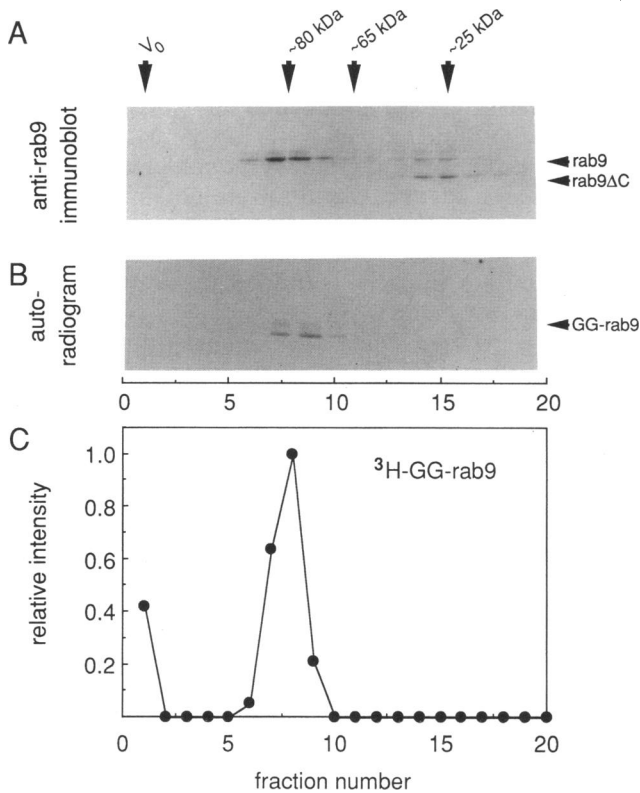 A
V₀
~80 kDa
~65 kDa
~25 kDa
anti-rab9
immunoblot
rab9
rab9ΔC
B
auto-
radiogram
GG-rab9
0 5 10 15 20
C
³H-GG-rab9
relative intensity
1.0
0.8
0.6
0.4
0.2
0 5 10 15 20
fraction number